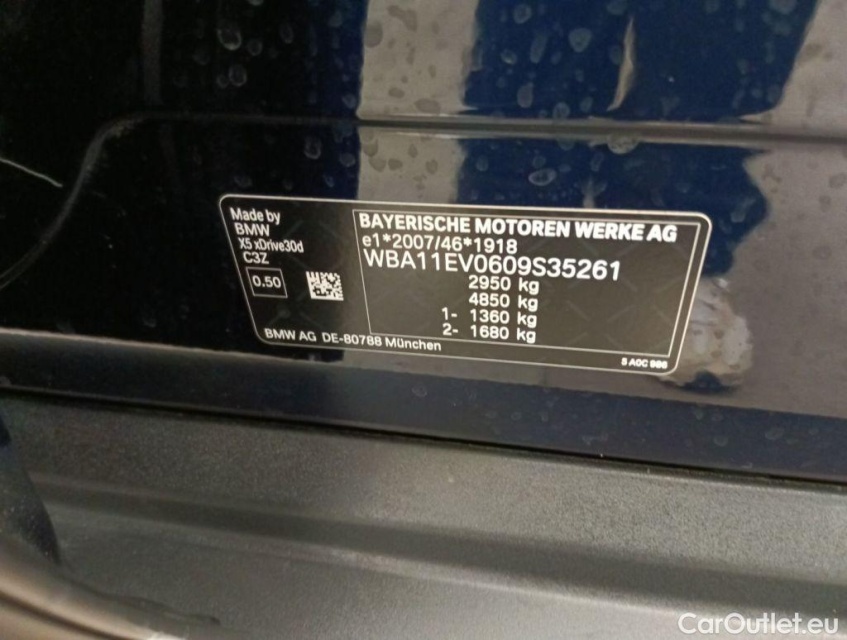 Made by
BMW
X5 xDrive30d
C3Z
0.50
BAYERISCHE MOTOREN WERKE AG
e1*2007/46*1918
WBA11EV0609S35261
2950 kg
4850 kg
1- 1360 kg
2- 1680 kg
BMW AG DE-80788 München
CarOutlet.eu